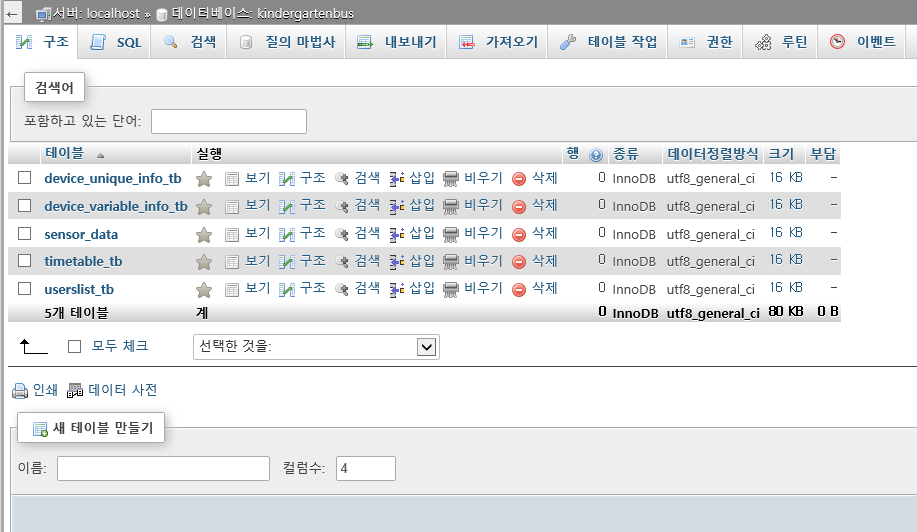 서버: localhost » 데이터베이스: kindergartenbus
구조 SQL 검색 질의 마법사 내보내기 가져오기 테이블 작업 권한 루틴 이벤트
검색어
포함하고 있는 단어:
테이블 실행 행 종류 데이터정렬방식 크기 부담
device_unique_info_tb 보기 구조 검색 삽입 비우기 삭제 0 InnoDB utf8_general_ci 16 KB -
device_variable_info_tb 보기 구조 검색 삽입 비우기 삭제 0 InnoDB utf8_general_ci 16 KB -
sensor_data 보기 구조 검색 삽입 비우기 삭제 0 InnoDB utf8_general_ci 16 KB -
timetable_tb 보기 구조 검색 삽입 비우기 삭제 0 InnoDB utf8_general_ci 16 KB -
userslist_tb 보기 구조 검색 삽입 비우기 삭제 0 InnoDB utf8_general_ci 16 KB -
5개 테이블 계 0 InnoDB utf8_general_ci 80 KB 0 B
모두 체크 선택한 것을:
인쇄 데이터 사전
새 테이블 만들기
이름: 컬럼수: 4